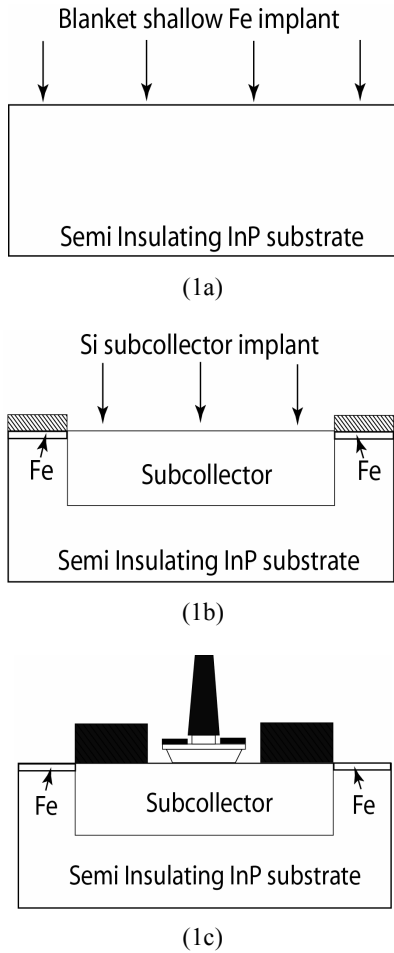 Blanket shallow Fe implant
Semi Insulating InP substrate
(1a)
Si subcollector implant
Fe
Fe
Subcollector
Semi Insulating InP substrate
(1b)
Fe
Subcollector
Fe
Semi Insulating InP substrate
(1c)